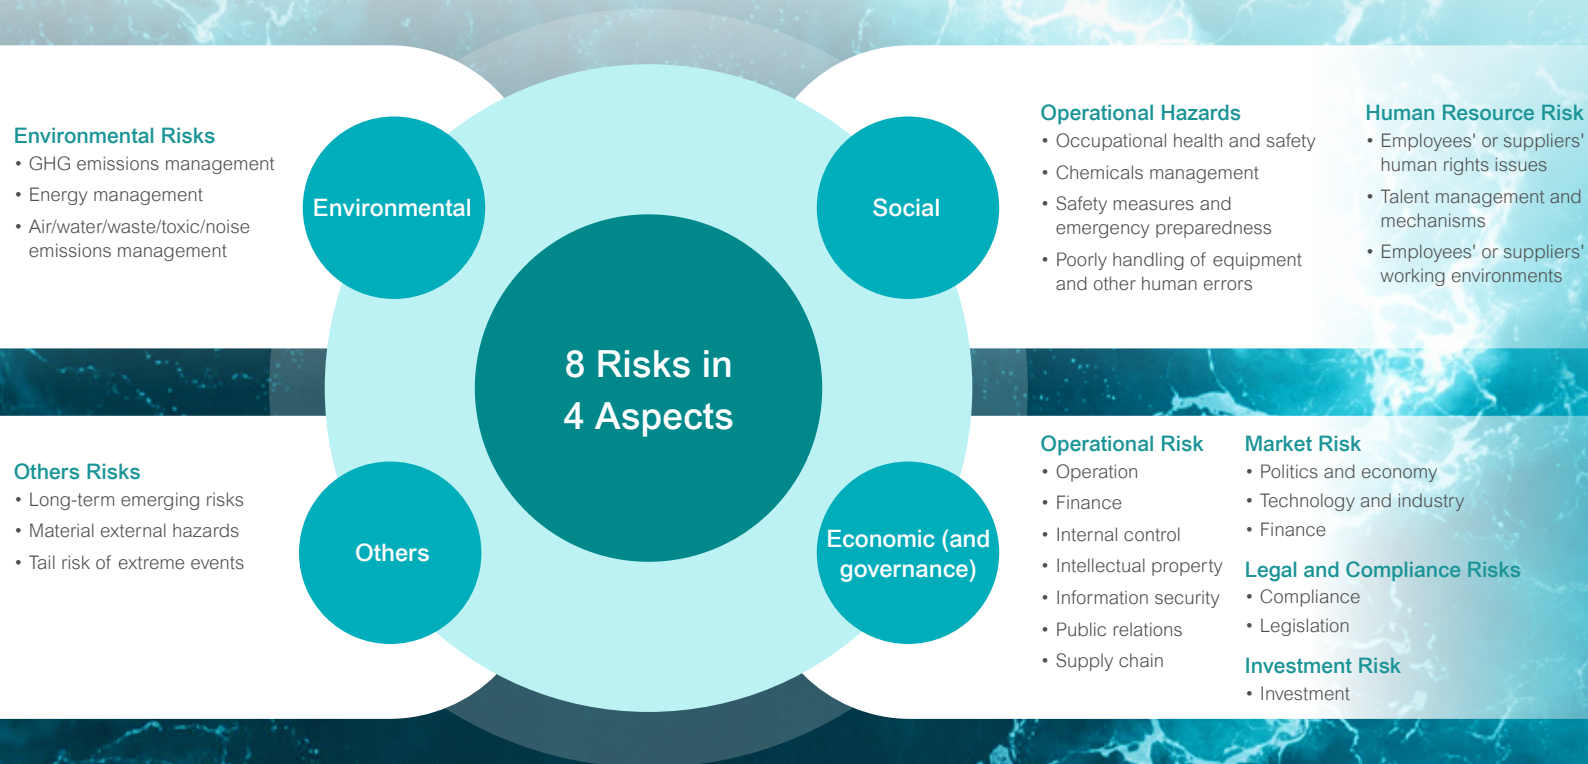 Environmental Risks
• GHG emissions management
• Energy management
• Air/water/waste/toxic/noise
emissions management
Environmental
Social
Operational Hazards
• Occupational health and safety
• Chemicals management
• Safety measures and
emergency preparedness
• Poorly handling of equipment
and other human errors
Human Resource Risk
• Employees' or suppliers'
human rights issues
• Talent management and
mechanisms
• Employees' or suppliers'
working environments
8 Risks in
4 Aspects
Others Risks
• Long-term emerging risks
• Material external hazards
• Tail risk of extreme events
Others
Economic (and
governance)
Operational Risk
• Operation
• Finance
• Internal control
• Intellectual property
• Information security
• Public relations
• Supply chain
Market Risk
• Politics and economy
• Technology and industry
• Finance
Legal and Compliance Risks
• Compliance
• Legislation
Investment Risk
• Investment